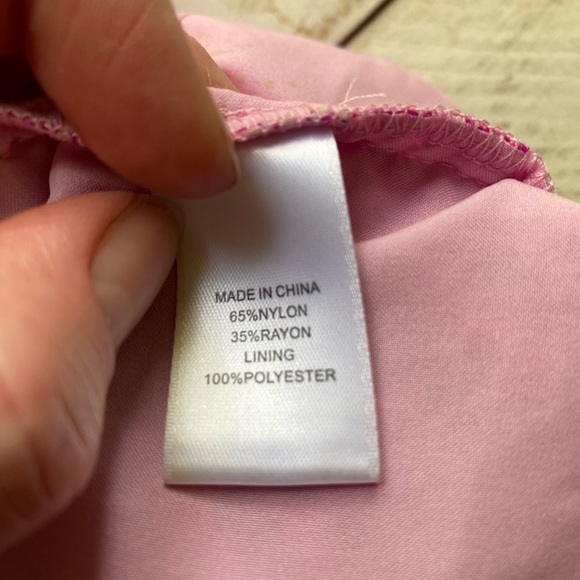 MADE IN CHINA
65%NYLON
35%RAYON
LINING
100%POLYESTER